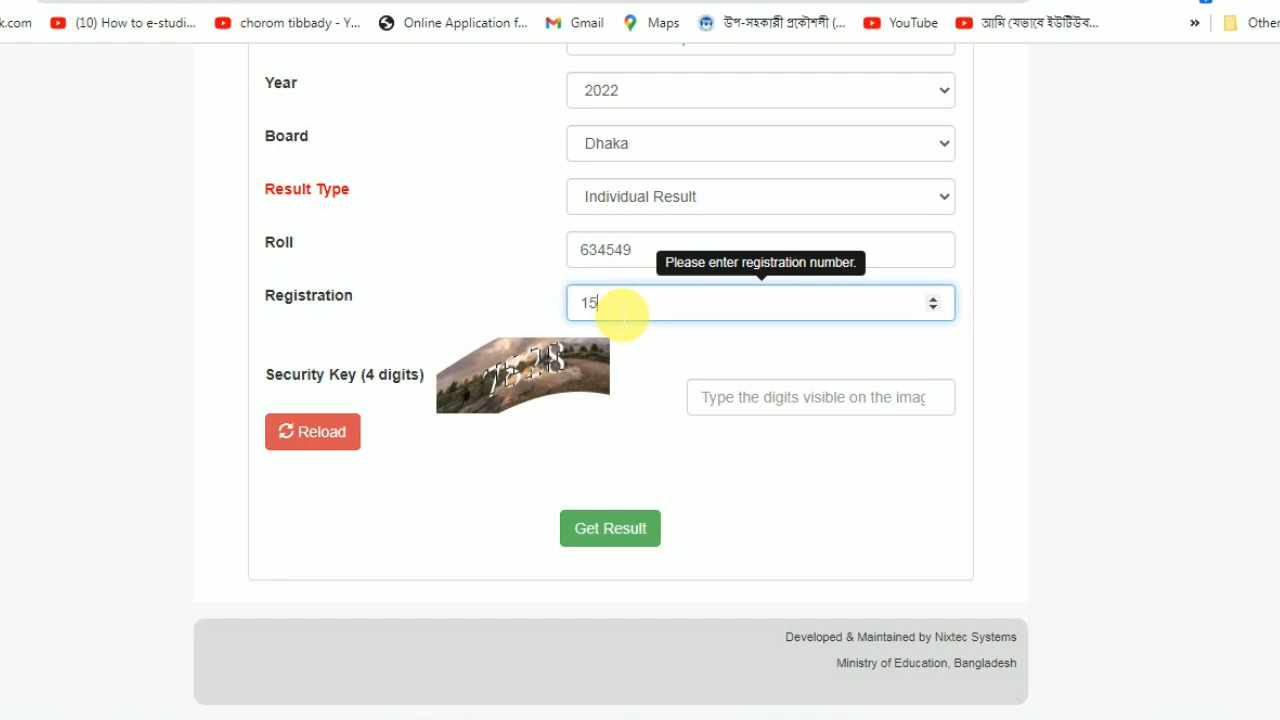 k.com (10) How to e-studi... chorom tibbady - Y... Online Application f... Gmail Maps উপ-সহকারী প্রকৌশলী (... YouTube আমি যেভাবে ইউটিউব... » Other
Year 2022
Board Dhaka
Result Type Individual Result
Roll 634549
Please enter registration number.
Registration 15
7628
Security Key (4 digits) Type the digits visible on the imag
Reload
Get Result
Developed & Maintained by Nixtec Systems
Ministry of Education, Bangladesh